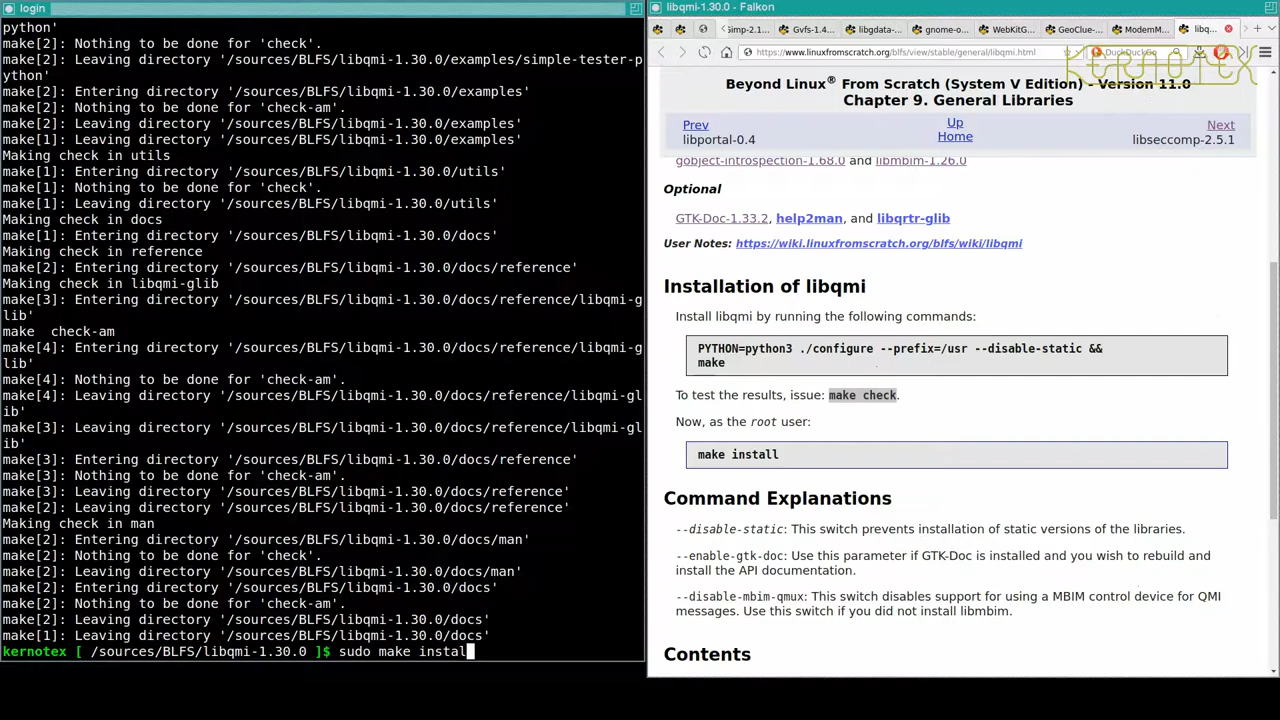 login
python'
make[2]: Nothing to be done for 'check'.
make[2]: Leaving directory '/sources/BLFS/libqmi-1.30.0/examples/simple-tester-p
ython'
make[2]: Entering directory '/sources/BLFS/libqmi-1.30.0/examples'
make[2]: Nothing to be done for 'check-am'.
make[2]: Leaving directory '/sources/BLFS/libqmi-1.30.0/examples'
make[1]: Leaving directory '/sources/BLFS/libqmi-1.30.0/examples'
Making check in utils
make[1]: Entering directory '/sources/BLFS/libqmi-1.30.0/utils'
make[1]: Nothing to be done for 'check'.
make[1]: Leaving directory '/sources/BLFS/libqmi-1.30.0/utils'
Making check in docs
make[1]: Entering directory '/sources/BLFS/libqmi-1.30.0/docs'
Making check in reference
make[2]: Entering directory '/sources/BLFS/libqmi-1.30.0/docs/reference'
Making check in libqmi-glib
make[3]: Entering directory '/sources/BLFS/libqmi-1.30.0/docs/reference/libqmi-g
lib'
make  check-am
make[4]: Entering directory '/sources/BLFS/libqmi-1.30.0/docs/reference/libqmi-g
lib'
make[4]: Nothing to be done for 'check-am'.
make[4]: Leaving directory '/sources/BLFS/libqmi-1.30.0/docs/reference/libqmi-gl
ib'
make[3]: Leaving directory '/sources/BLFS/libqmi-1.30.0/docs/reference/libqmi-gl
ib'
make[3]: Entering directory '/sources/BLFS/libqmi-1.30.0/docs/reference'
make[3]: Nothing to be done for 'check-am'.
make[3]: Leaving directory '/sources/BLFS/libqmi-1.30.0/docs/reference'
make[2]: Leaving directory '/sources/BLFS/libqmi-1.30.0/docs/reference'
Making check in man
make[2]: Entering directory '/sources/BLFS/libqmi-1.30.0/docs/man'
make[2]: Nothing to be done for 'check'.
make[2]: Leaving directory '/sources/BLFS/libqmi-1.30.0/docs/man'
make[2]: Entering directory '/sources/BLFS/libqmi-1.30.0/docs'
make[2]: Nothing to be done for 'check-am'.
make[2]: Leaving directory '/sources/BLFS/libqmi-1.30.0/docs'
make[1]: Leaving directory '/sources/BLFS/libqmi-1.30.0/docs'
kernotex [ /sources/BLFS/libqmi-1.30.0 ]$ sudo make instal
libqmi-1.30.0 - Falkon
Gimp-2.1... Gvfs-1.4... libgdata-... gnome-o... WebKitG... GeoClue-... ModernM... libq...
https://www.linuxfromscratch.org/blfs/view/stable/general/libqmi.html DuckDuckGo
KERNOTEX
Beyond Linux® From Scratch (System V Edition) - Version 11.0
Chapter 9. General Libraries
Prev Up Next
libportal-0.4 Home libseccomp-2.5.1
gobject-introspection-1.68.0 and libmbim-1.26.0
Optional
GTK-Doc-1.33.2, help2man, and libqrtr-glib
User Notes: https://wiki.linuxfromscratch.org/blfs/wiki/libqmi
Installation of libqmi
Install libqmi by running the following commands:
PYTHON=python3 ./configure --prefix=/usr --disable-static &&
make
To test the results, issue: make check.
Now, as the root user:
make install
Command Explanations
--disable-static: This switch prevents installation of static versions of the libraries.
--enable-gtk-doc: Use this parameter if GTK-Doc is installed and you wish to rebuild and
install the API documentation.
--disable-mbim-qmux: This switch disables support for using a MBIM control device for QMI
messages. Use this switch if you did not install libmbim.
Contents